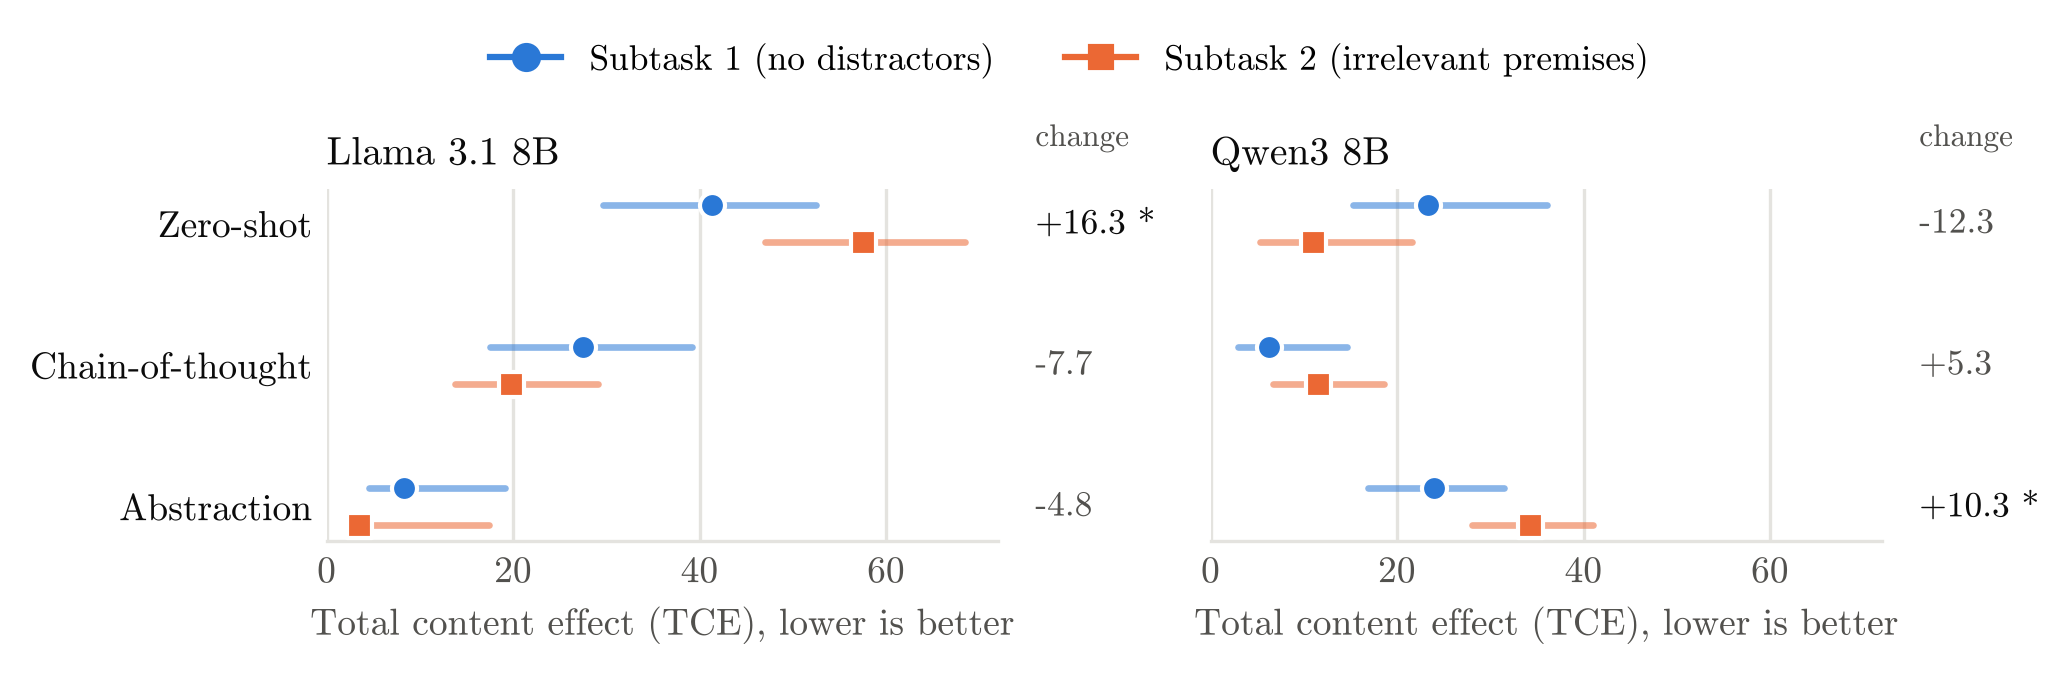 Subtask 1 (no distractors)
Subtask 2 (irrelevant premises)
Llama 3.1 8B
change
Zero-shot
+16.3 *
Chain-of-thought
-7.7
Abstraction
-4.8
0 20 40 60
Total content effect (TCE), lower is better
Qwen3 8B
change
-12.3
+5.3
+10.3 *
0 20 40 60
Total content effect (TCE), lower is better